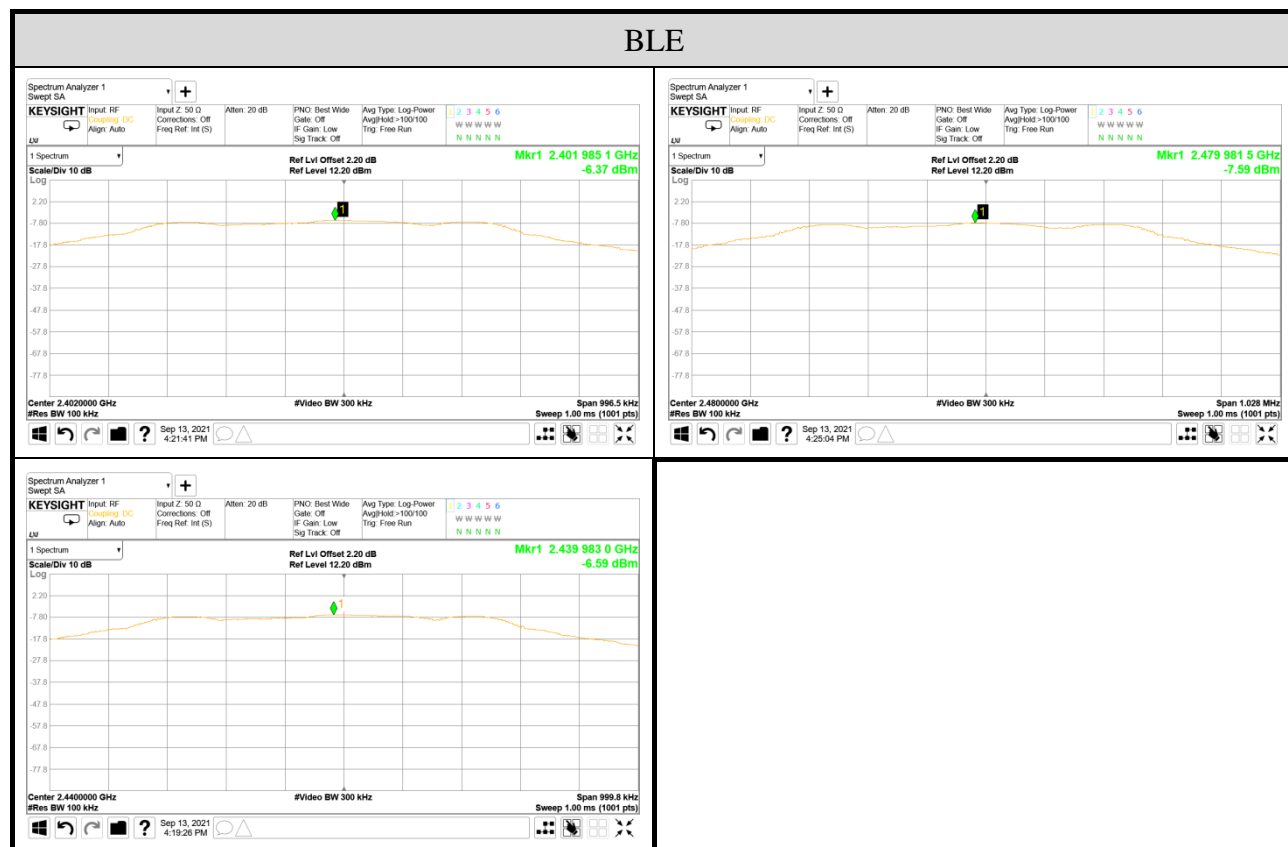 BLE
Spectrum Analyzer 1
Swept SA
KEYSIGHT Input: RF Input Z: 50 Ω Atten: 20 dB PNO: Best Wide Avg Type: Log-Power 1 2 3 4 5 6
Coupling: DC Corrections: Off Gate: Off Avg|Hold:>100/100 W W W W W
Align: Auto Freq Ref: Int (S) IF Gain: Low Trig: Free Run
Sig Track: Off N N N N N
1 Spectrum Ref Lvl Offset 2.20 dB Mkr1 2.401 985 1 GHz
Scale/Div 10 dB Ref Level 12.20 dBm -6.37 dBm
Log
2.20
1
-7.80
-17.8
-27.8
-37.8
-47.8
-57.8
-67.8
-77.8
Center 2.4020000 GHz #Video BW 300 kHz Span 996.5 kHz
#Res BW 100 kHz Sweep 1.00 ms (1001 pts)
? Sep 13, 2021
4:21:41 PM
Spectrum Analyzer 1
Swept SA
KEYSIGHT Input: RF Input Z: 50 Ω Atten: 20 dB PNO: Best Wide Avg Type: Log-Power 1 2 3 4 5 6
Coupling: DC Corrections: Off Gate: Off Avg|Hold:>100/100 W W W W W
Align: Auto Freq Ref: Int (S) IF Gain: Low Trig: Free Run
Sig Track: Off N N N N N
1 Spectrum Ref Lvl Offset 2.20 dB Mkr1 2.479 981 5 GHz
Scale/Div 10 dB Ref Level 12.20 dBm -7.59 dBm
Log
2.20
1
-7.80
-17.8
-27.8
-37.8
-47.8
-57.8
-67.8
-77.8
Center 2.4800000 GHz #Video BW 300 kHz Span 1.028 MHz
#Res BW 100 kHz Sweep 1.00 ms (1001 pts)
? Sep 13, 2021
4:25:04 PM
Spectrum Analyzer 1
Swept SA
KEYSIGHT Input: RF Input Z: 50 Ω Atten: 20 dB PNO: Best Wide Avg Type: Log-Power 1 2 3 4 5 6
Coupling: DC Corrections: Off Gate: Off Avg|Hold:>100/100 W W W W W
Align: Auto Freq Ref: Int (S) IF Gain: Low Trig: Free Run
Sig Track: Off N N N N N
1 Spectrum Ref Lvl Offset 2.20 dB Mkr1 2.439 983 0 GHz
Scale/Div 10 dB Ref Level 12.20 dBm -6.59 dBm
Log
2.20
1
-7.80
-17.8
-27.8
-37.8
-47.8
-57.8
-67.8
-77.8
Center 2.4400000 GHz #Video BW 300 kHz Span 999.8 kHz
#Res BW 100 kHz Sweep 1.00 ms (1001 pts)
? Sep 13, 2021
4:19:26 PM